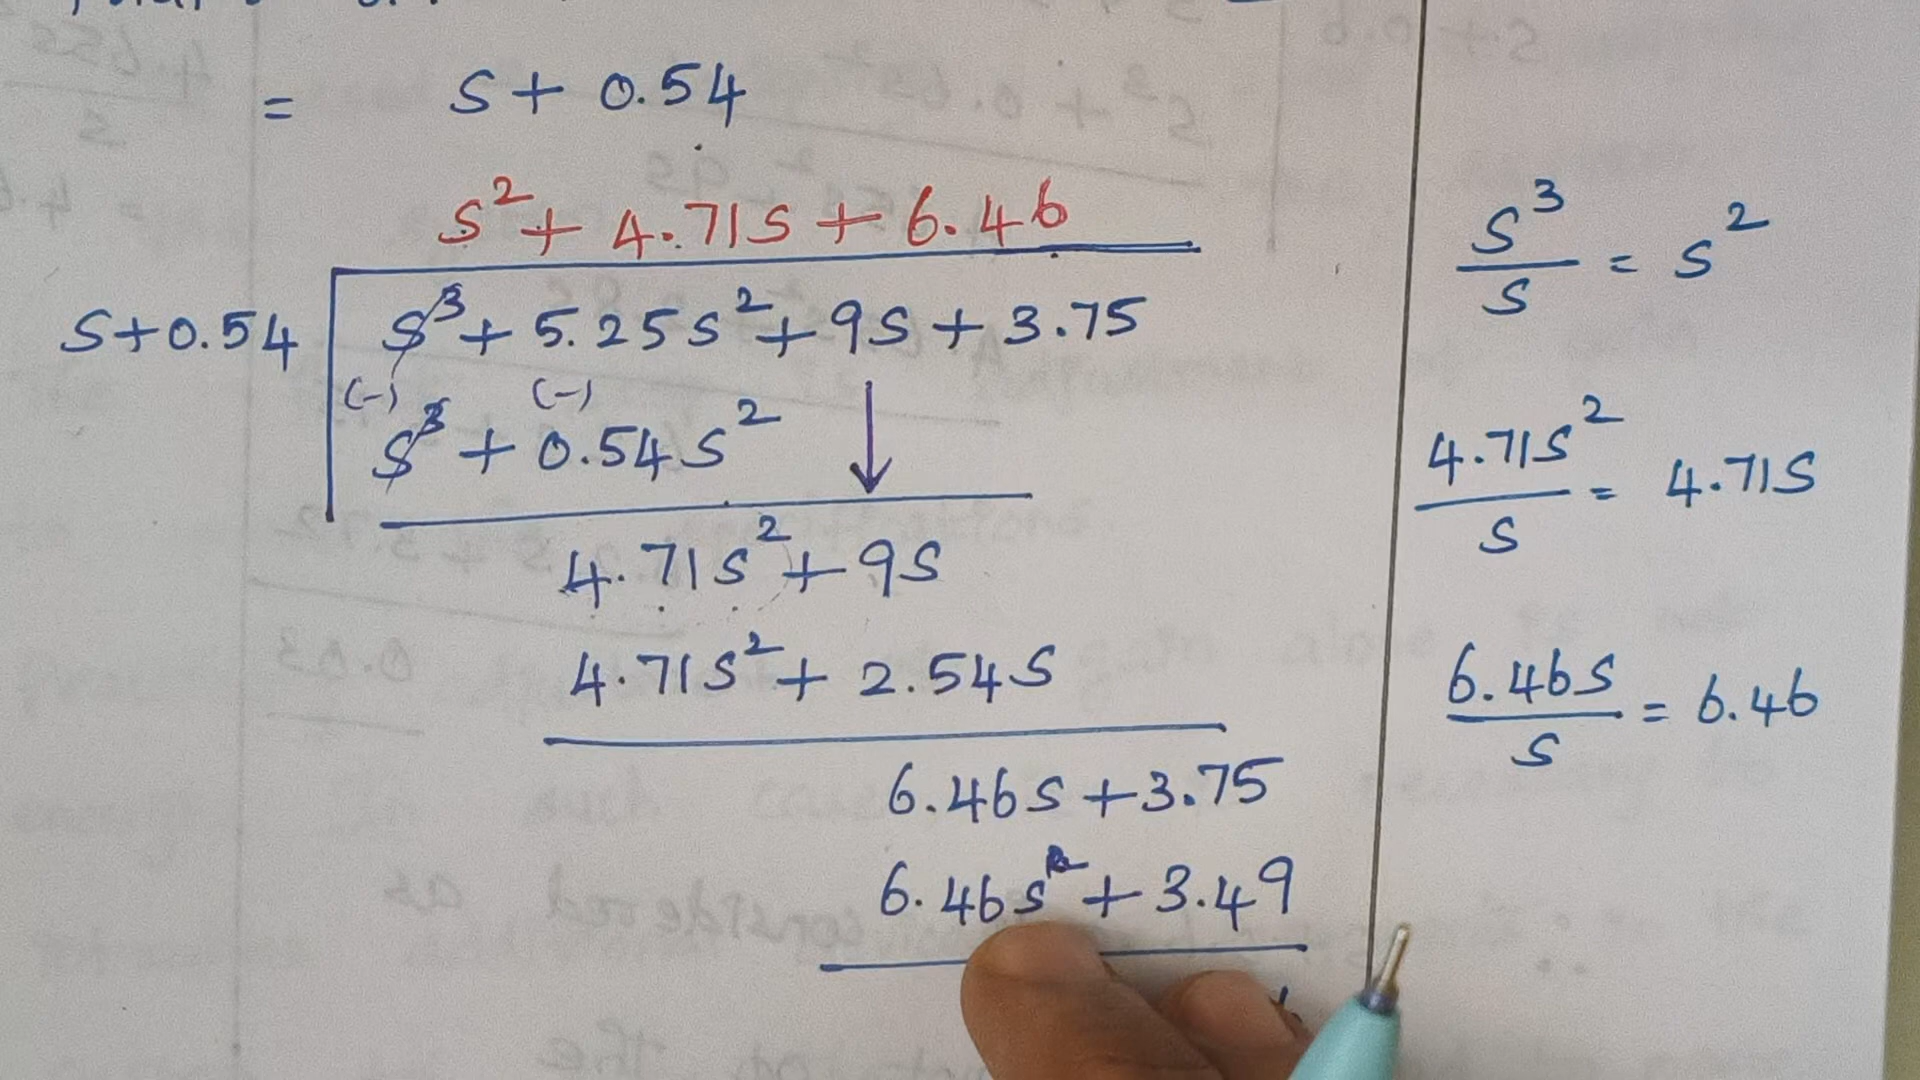 = s + 0.54
s² + 4.71s + 6.46
s+0.54 s³ + 5.25s² + 9s + 3.75
(-) (-)
s³ + 0.54s²
4.71s² + 9s
4.71s² + 2.54s
6.46s + 3.75
6.46s + 3.49
s³/s = s²
4.71s²/s = 4.71s
6.46s/s = 6.46